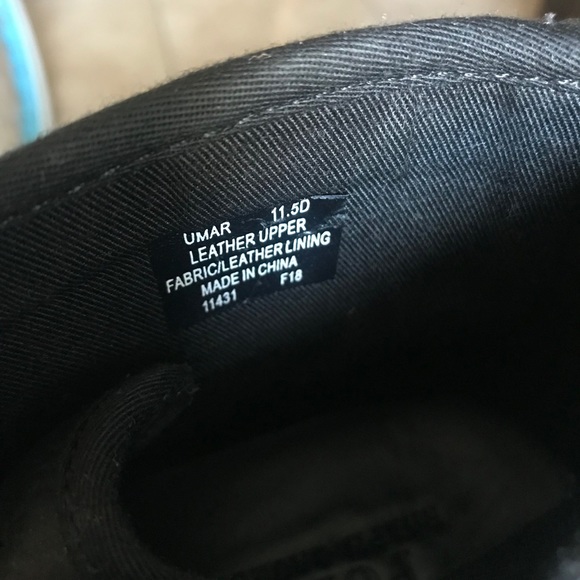 UMAR 11.5D
LEATHER UPPER
FABRIC/LEATHER LINING
MADE IN CHINA
11431 F18